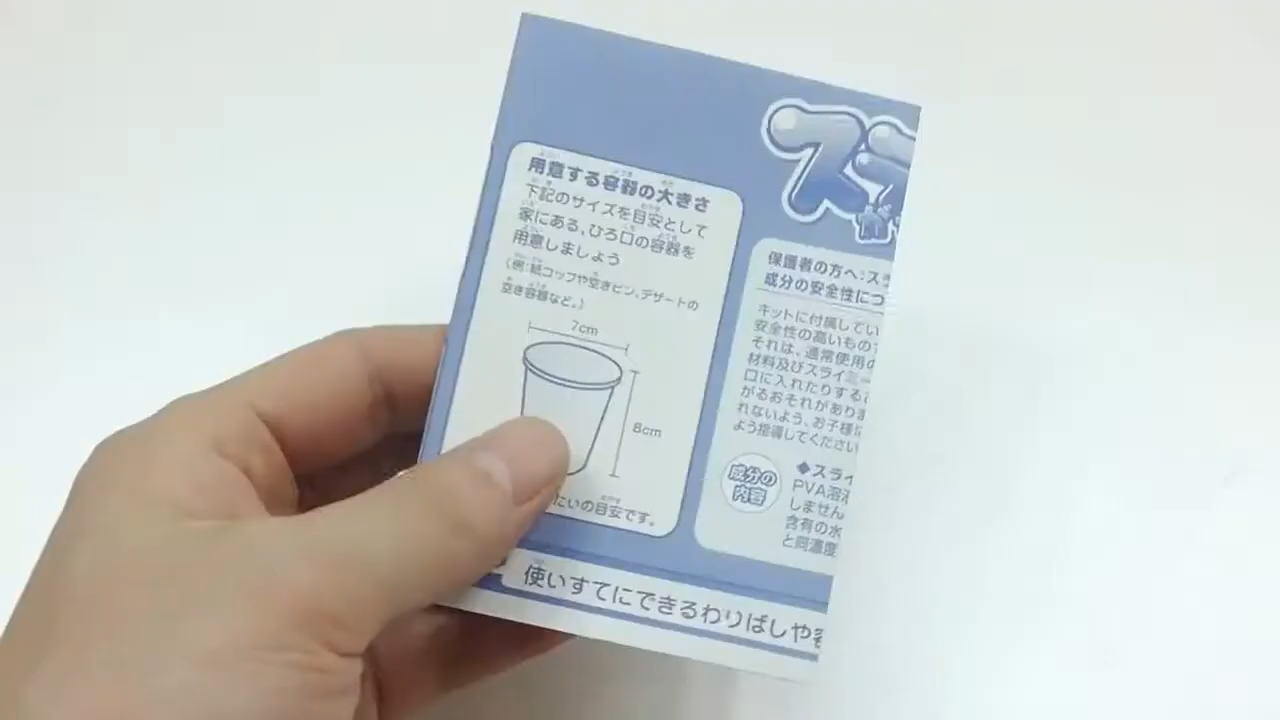 用意する容器の大きさ
下記のサイズを目安として
家にある、ひろ口の容器を
用意しましょう
(例:紙コップや空きビン、デザートの
空き容器など。)
7cm
8cm
たいの目安です。
スラ
保護者の方へ:ス
成分の安全性につ
キットに付属してい
安全性の高いもの
それは、通常使用の
材料及びスライ
口に入れたりする
がるおそれがありま
れないよう、お子様に
よう指導してください
成分の
内容
◆スライ
PVA溶液
しません
含有の水
と同濃度
使いすてにできるわりばしや容